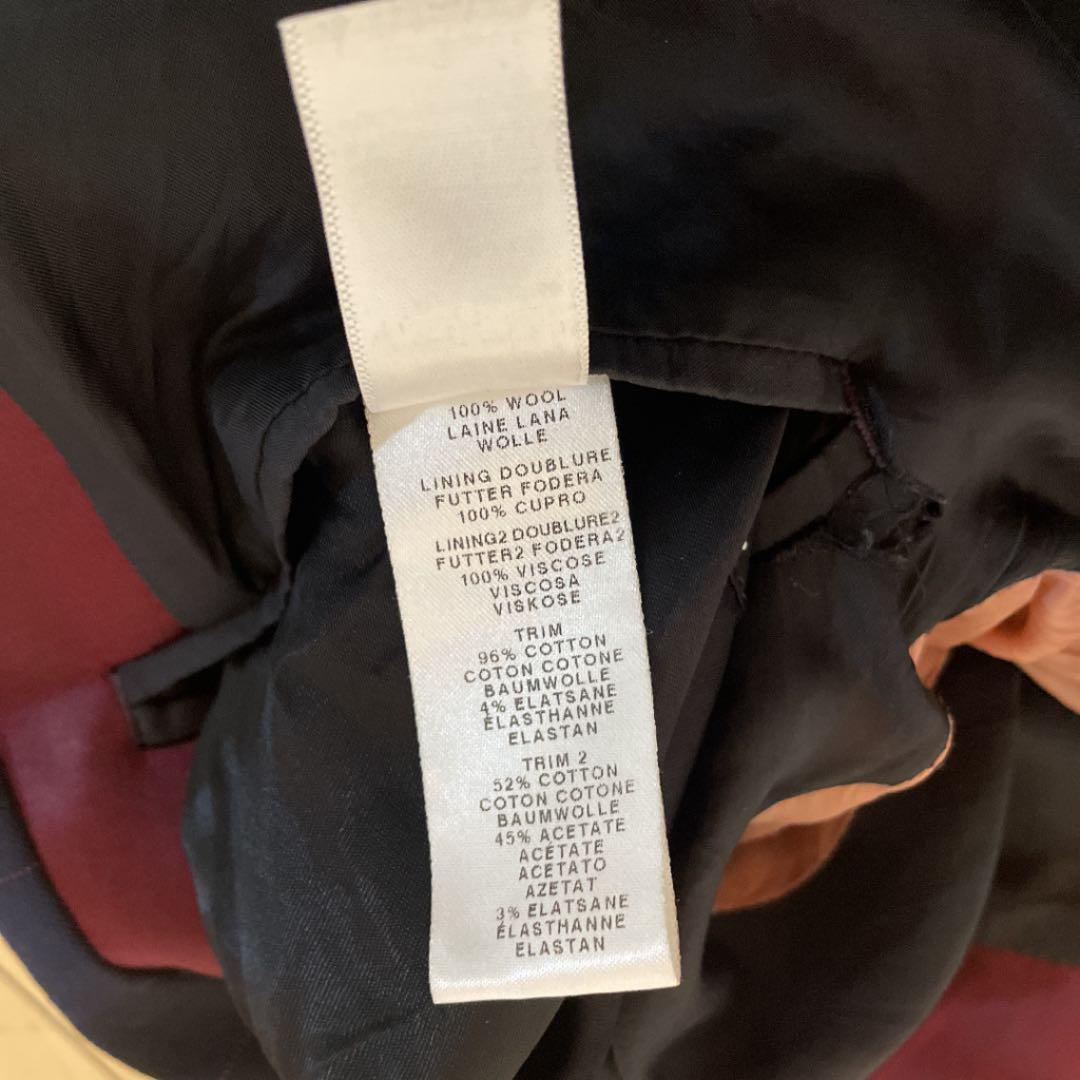 100% WOOL
LAINE LANA
WOLLE
LINING DOUBLURE
FUTTER FODERA
100% CUPRO
LINING2 DOUBLURE2
FUTTER2 FODERA2
100% VISCOSE
VISCOSA
VISKOSE
TRIM
96% COTTON
COTON COTONE
BAUMWOLLE
4% ELATSANE
ÉLASTHANNE
ELASTAN
TRIM 2
52% COTTON
COTON COTONE
BAUMWOLLE
45% ACETATE
ACÉTATE
ACETATO
AZETAT
3% ELATSANE
ÉLASTHANNE
ELASTAN